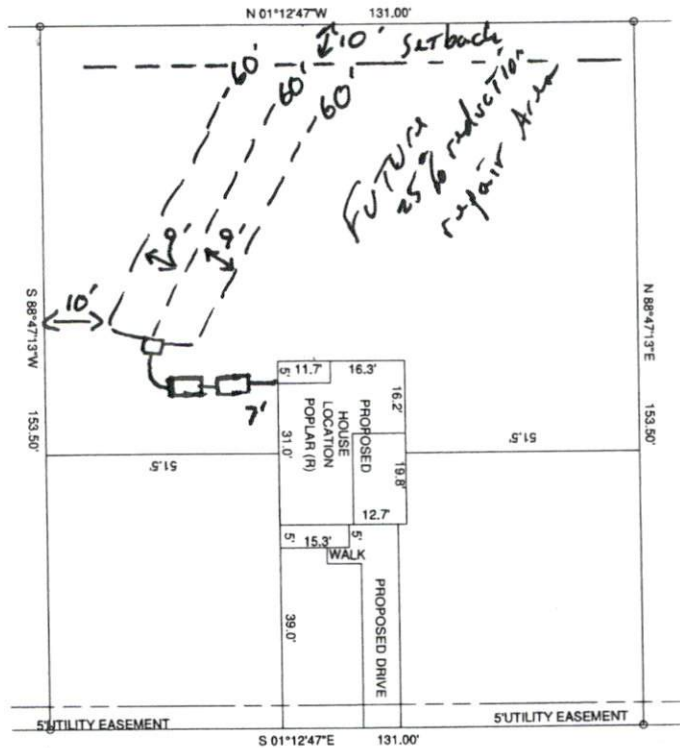 N 01°12'47"W 131.00'
10' Setback
60' 60' 60'
FUTURE
25% reduction
repair Area
9' 9'
10'
S 88°47'13"W 153.50'
N 88°47'13"E 153.50'
7'
5' 11.7' 16.3'
16.2'
31.0'
PROPOSED
HOUSE
LOCATION
POPLAR (R)
19.8'
12.7'
51.5' 51.5'
5' 15.3' 5'
WALK
39.0'
PROPOSED DRIVE
5'UTILITY EASEMENT 5'UTILITY EASEMENT
S 01°12'47"E 131.00'